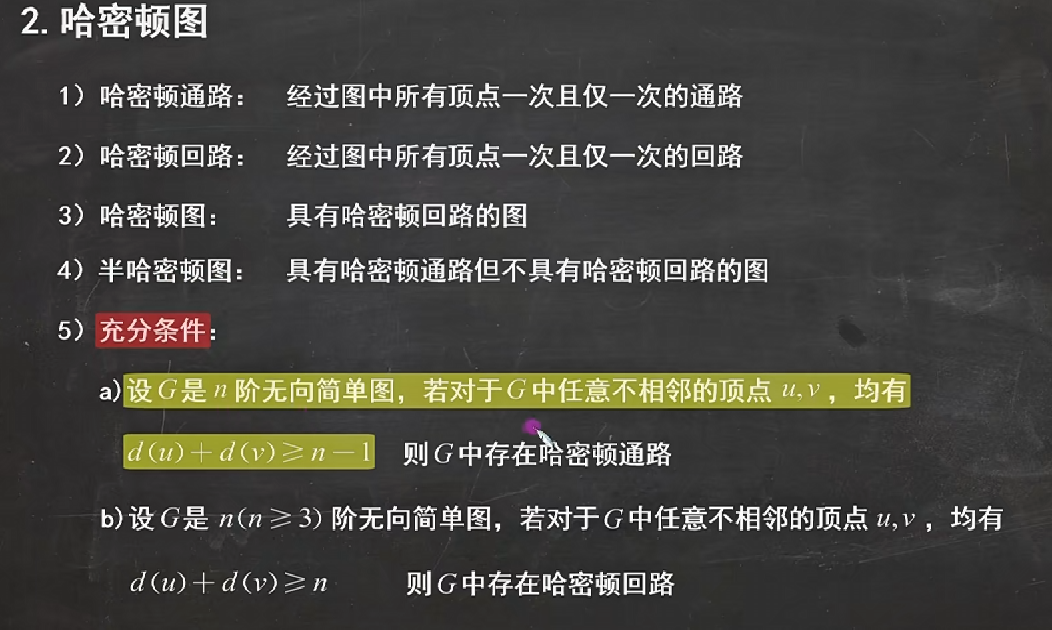 2. 哈密顿图
1) 哈密顿通路： 经过图中所有顶点一次且仅一次的通路
2) 哈密顿回路： 经过图中所有顶点一次且仅一次的回路
3) 哈密顿图： 具有哈密顿回路的图
4) 半哈密顿图： 具有哈密顿通路但不具有哈密顿回路的图
5) 充分条件：
a) 设 G 是 n 阶无向简单图，若对于 G 中任意不相邻的顶点 u,v ，均有
d(u)+d(v)≥n−1 则 G 中存在哈密顿通路
b) 设 G 是 n(n≥3) 阶无向简单图，若对于 G 中任意不相邻的顶点 u,v ，均有
d(u)+d(v)≥n 则 G 中存在哈密顿回路